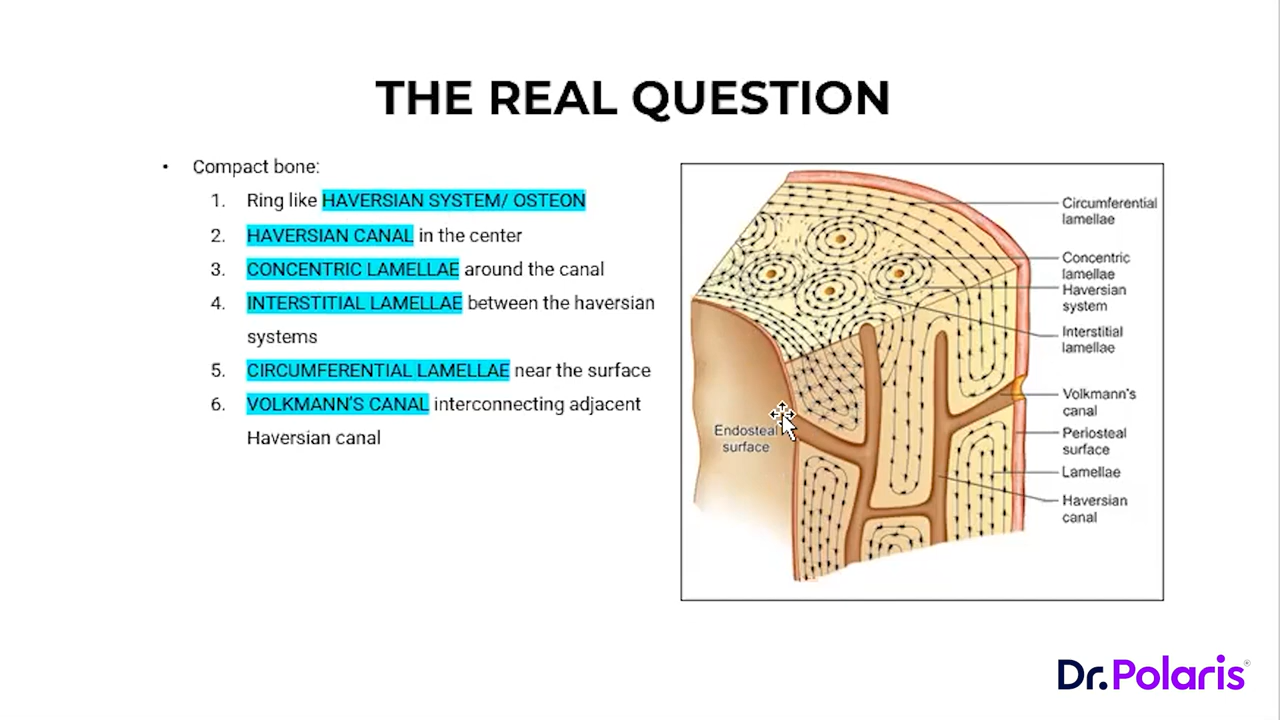 THE REAL QUESTION
• Compact bone:
1. Ring like HAVERSIAN SYSTEM/ OSTEON
2. HAVERSIAN CANAL in the center
3. CONCENTRIC LAMELLAE around the canal
4. INTERSTITIAL LAMELLAE between the haversian
systems
5. CIRCUMFERENTIAL LAMELLAE near the surface
6. VOLKMANN'S CANAL interconnecting adjacent
Haversian canal
Circumferential
lamellae
Concentric
lamellae
Haversian
system
Interstitial
lamellae
Volkmann's
canal
Periosteal
surface
Lamellae
Haversian
canal
Endosteal
surface
Dr.Polaris®